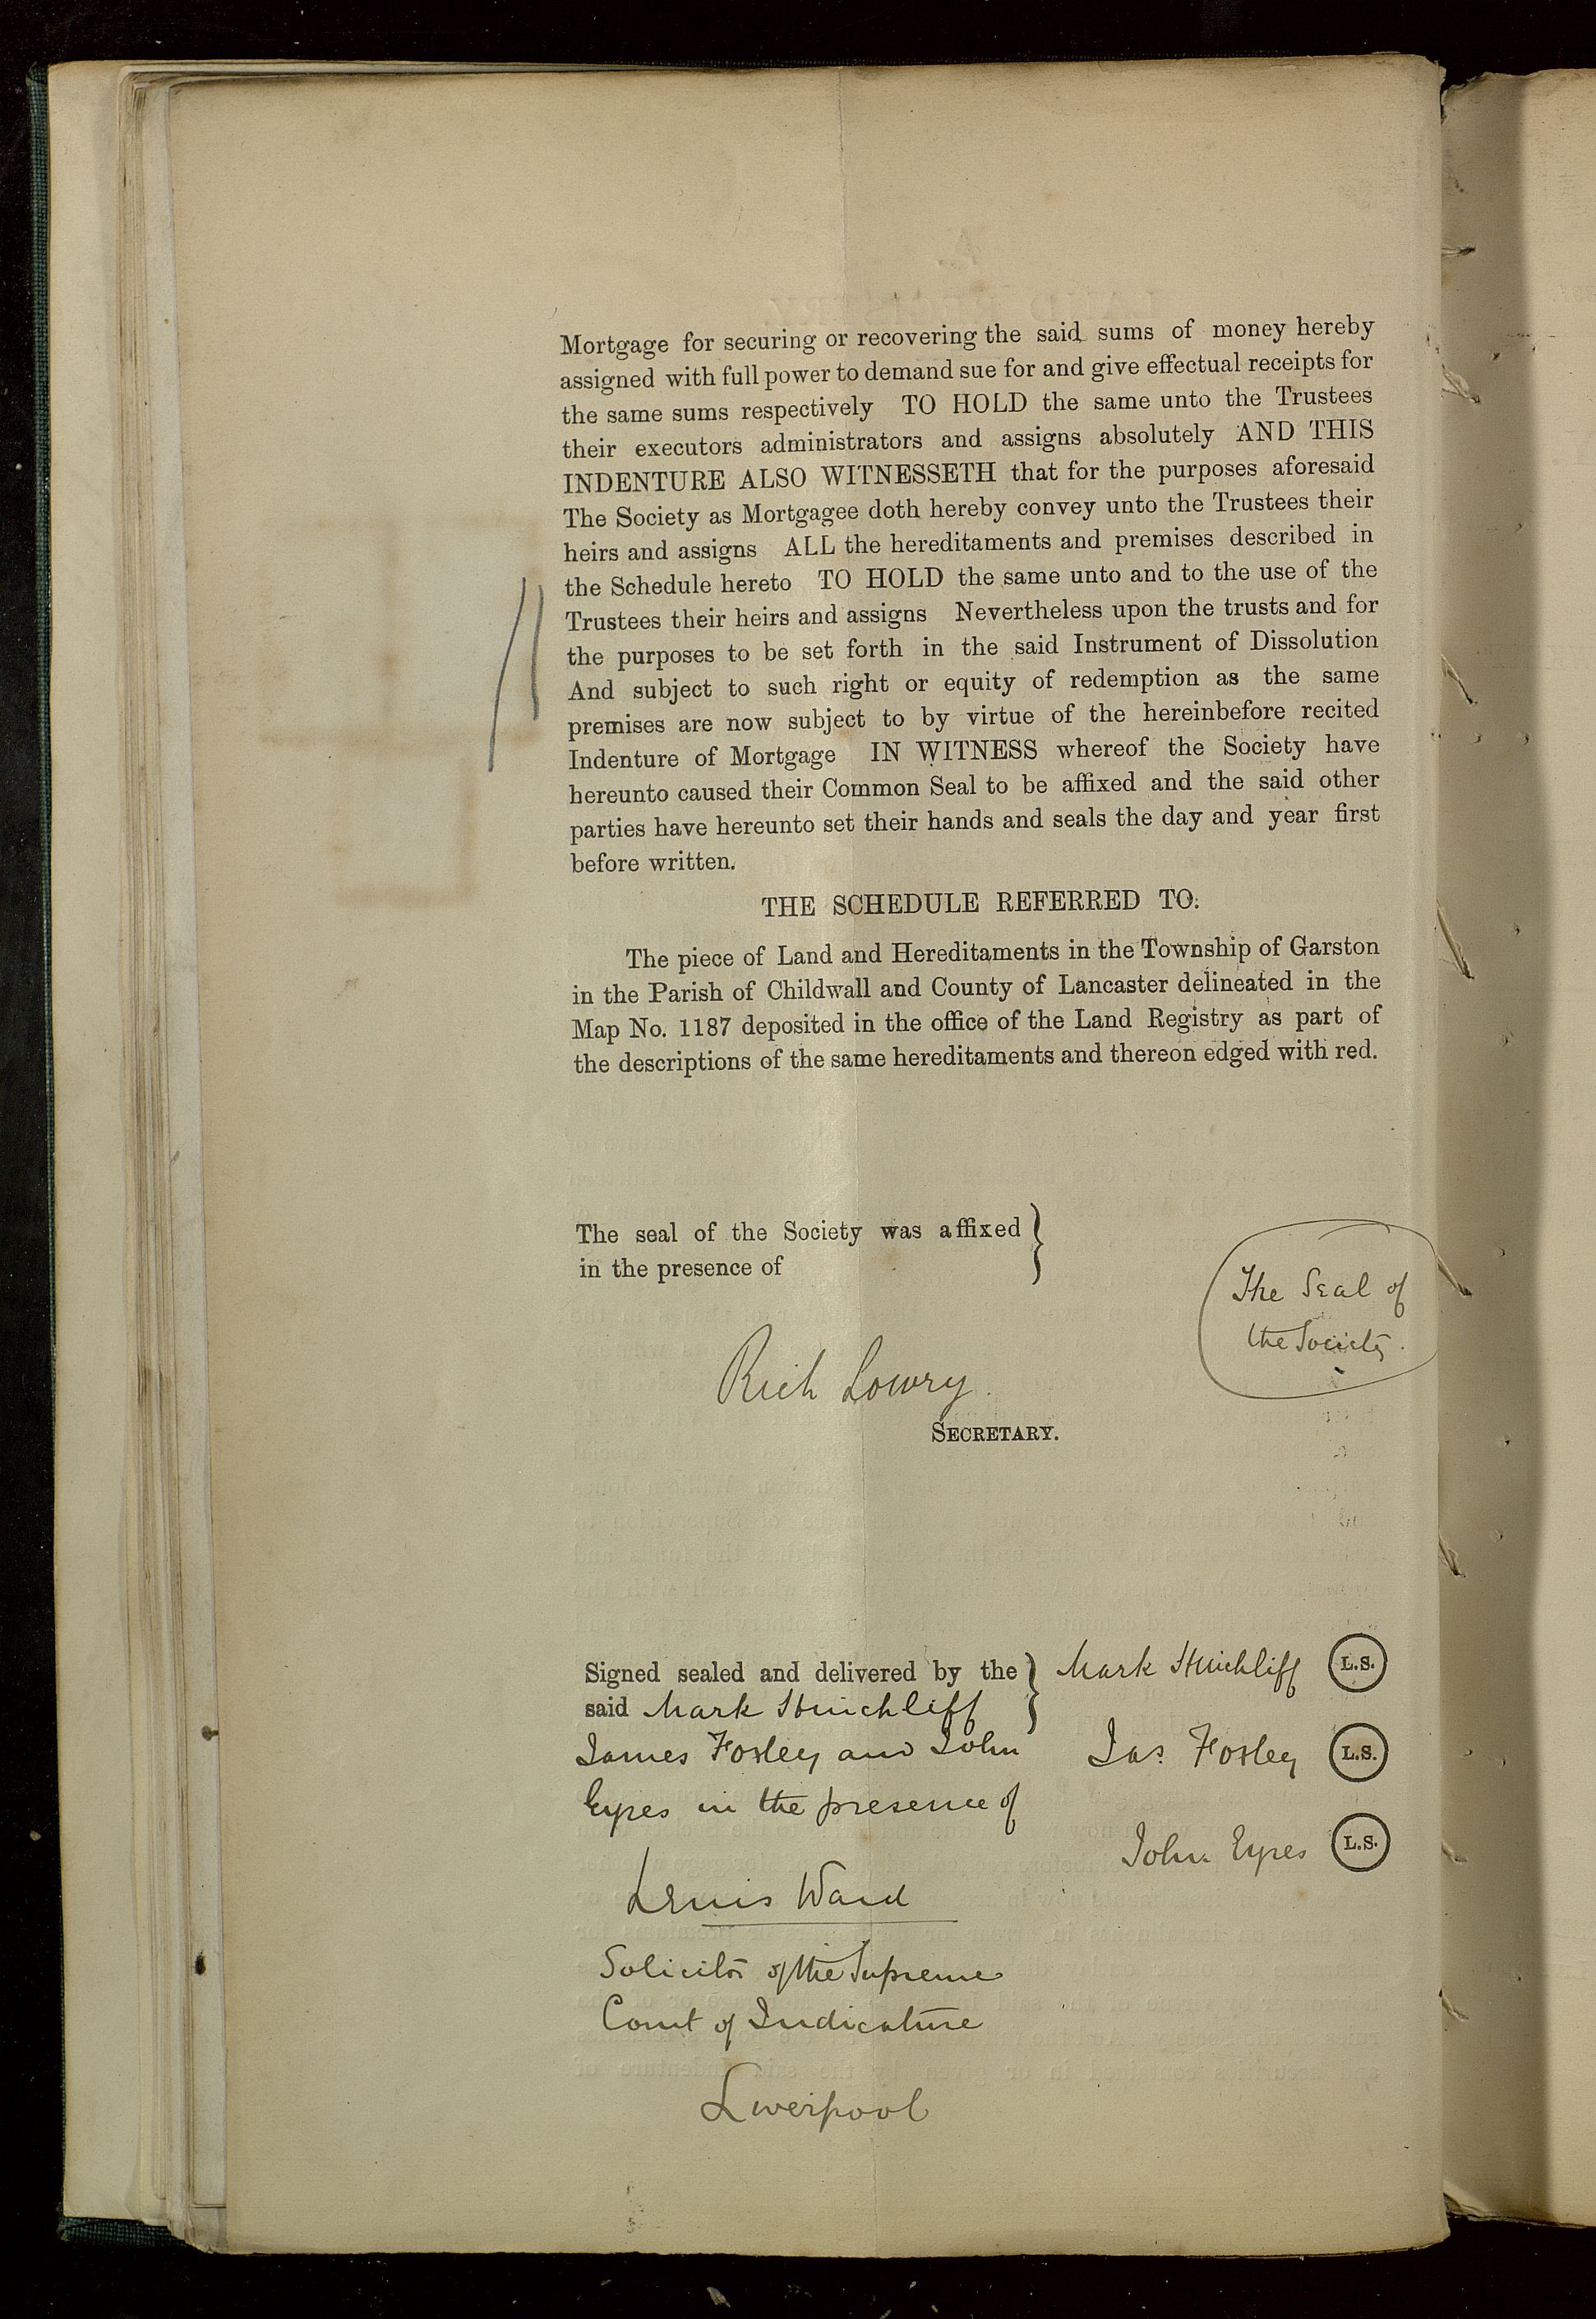 Mortgage for securing or recovering the said sums of money hereby
assigned with full power to demand sue for and give effectual receipts for
the same sums respectively TO HOLD the same unto the Trustees
their executors administrators and assigns absolutely AND THIS
INDENTURE ALSO WITNESSETH that for the purposes aforesaid
The Society as Mortgagee doth hereby convey unto the Trustees their
heirs and assigns ALL the hereditaments and premises described in
the Schedule hereto TO HOLD the same unto and to the use of the
Trustees their heirs and assigns Nevertheless upon the trusts and for
the purposes to be set forth in the said Instrument of Dissolution
And subject to such right or equity of redemption as the same
premises are now subject to by virtue of the hereinbefore recited
Indenture of Mortgage IN WITNESS whereof the Society have
hereunto caused their Common Seal to be affixed and the said other
parties have hereunto set their hands and seals the day and year first
before written.
THE SCHEDULE REFERRED TO.
The piece of Land and Hereditaments in the Township of Garston
in the Parish of Childwall and County of Lancaster delineated in the
Map No. 1187 deposited in the office of the Land Registry as part of
the descriptions of the same hereditaments and thereon edged with red.
The seal of the Society was affixed
in the presence of
The Seal of
the Society.
Rich Lowry.
SECRETARY.
Signed sealed and delivered by the
said Mark Hinchliff
Mark Hinchliff L.S.
James Fozley and John
Jas. Fozley L.S.
Eyres in the presence of
John Eyres L.S.
Lewis Ward
Solicitor of the Supreme
Court of Judicature
Liverpool